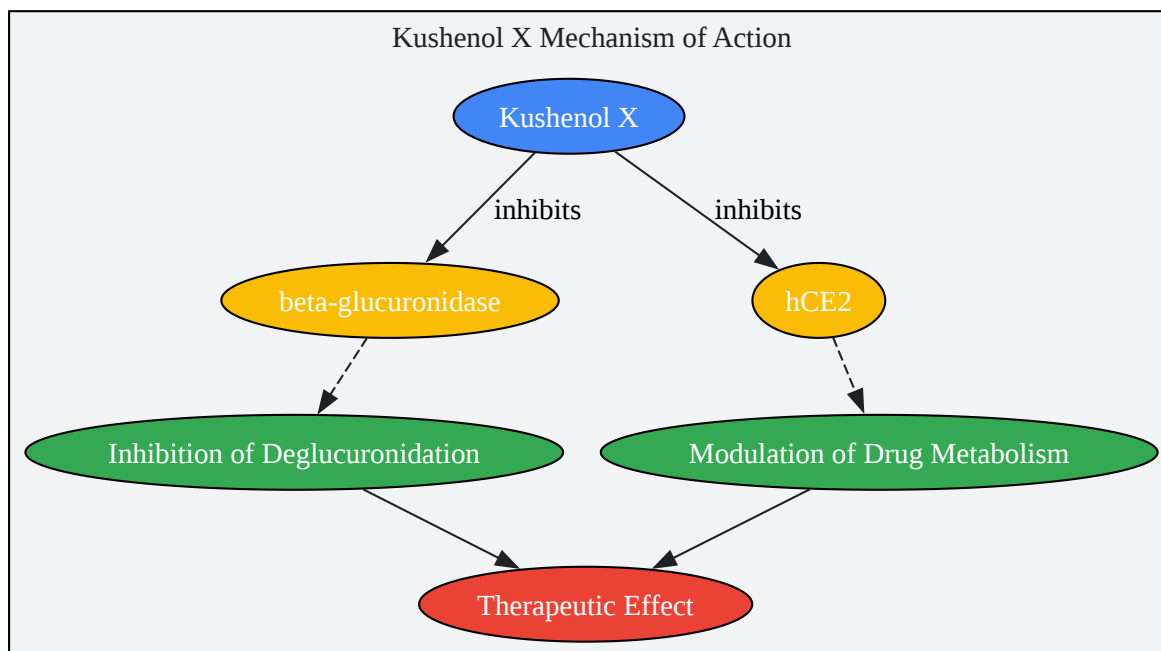 Kushenol X Mechanism of Action
Kushenol X
inhibits
inhibits
beta-glucuronidase
hCE2
Inhibition of Deglucuronidation
Modulation of Drug Metabolism
Therapeutic Effect